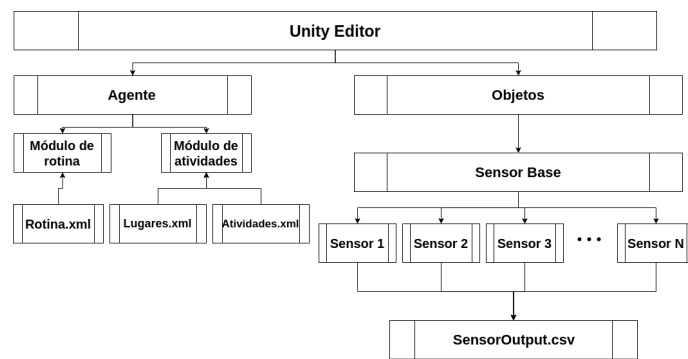 Unity Editor
Agente
Objetos
Módulo de
rotina
Módulo de
atividades
Sensor Base
Rotina.xml
Lugares.xml
Atividades.xml
Sensor 1
Sensor 2
Sensor 3
• • •
Sensor N
SensorOutput.csv